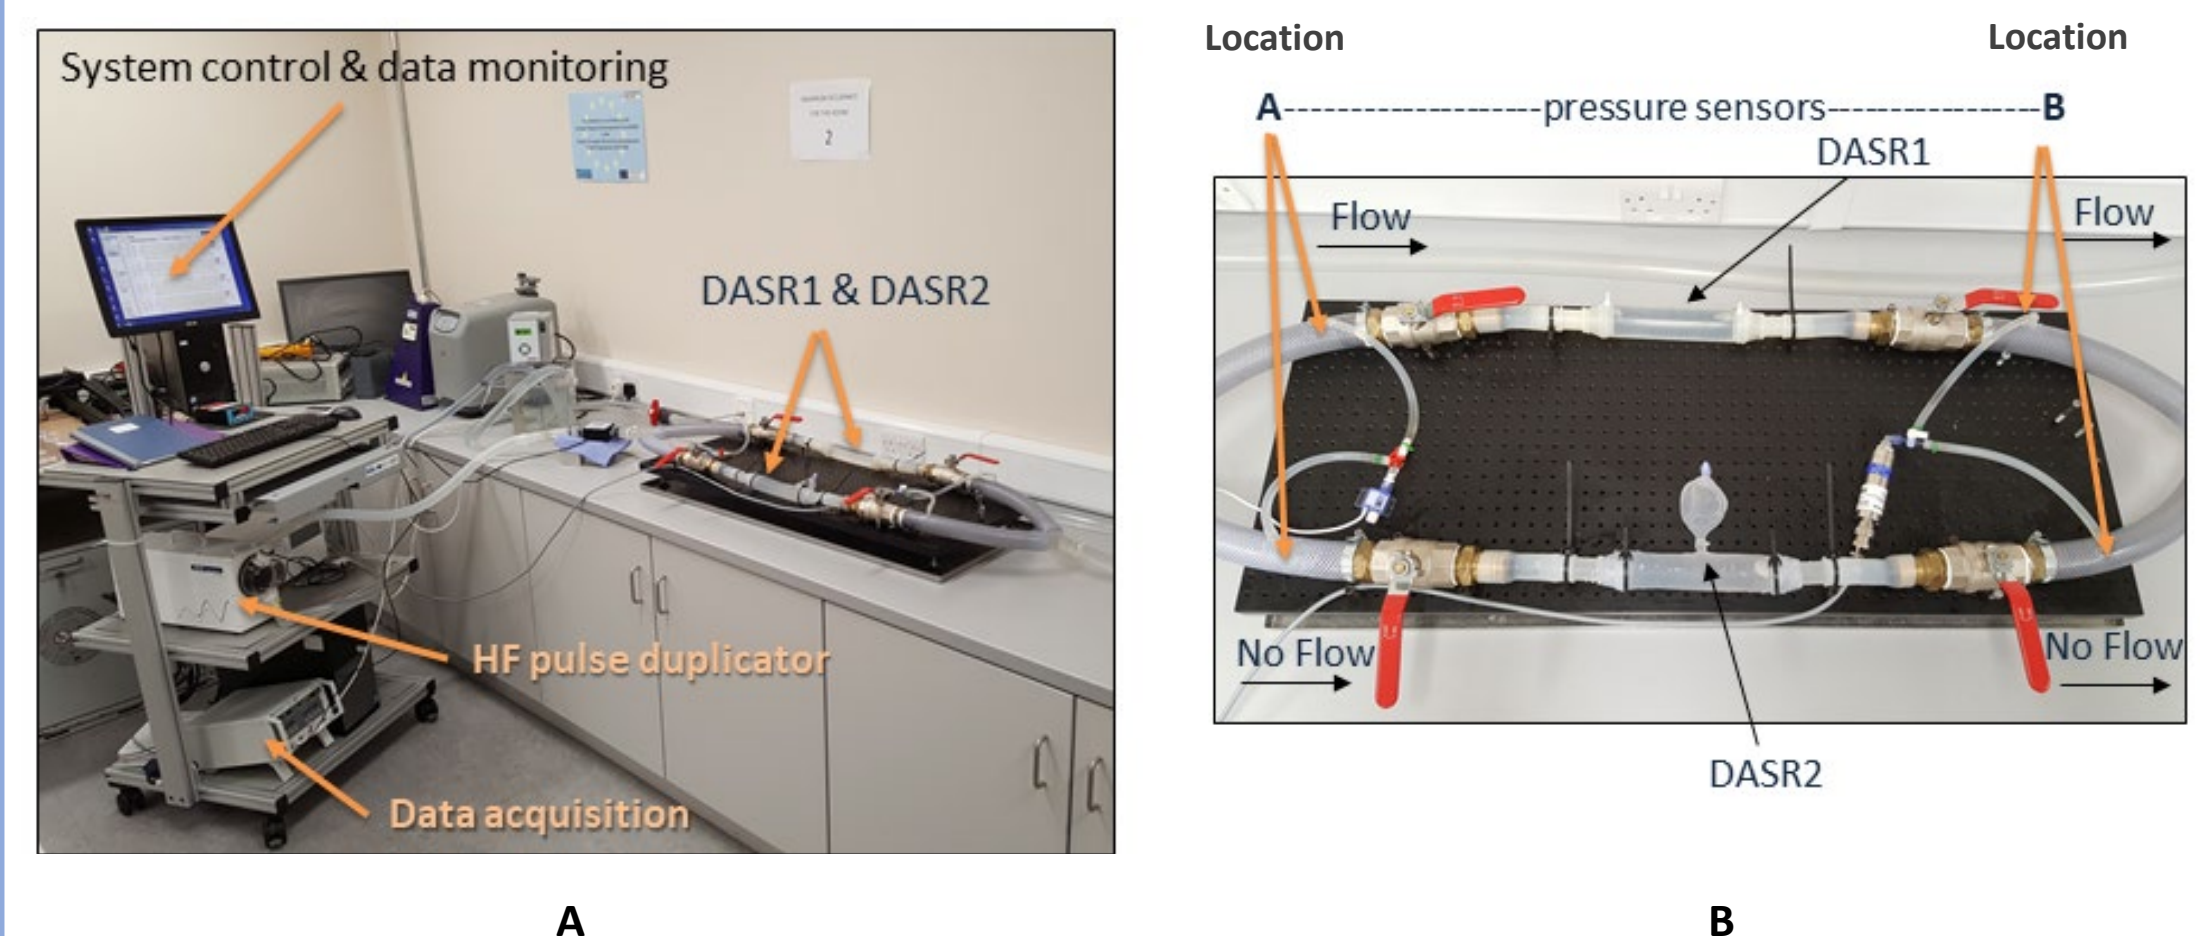 System control & data monitoring
2
DASR1 & DASR2
HF pulse duplicator
Data acquisition
A
Location
Location
A-------------------pressure sensors----------------B
DASR1
Flow
Flow
No Flow
No Flow
DASR2
B